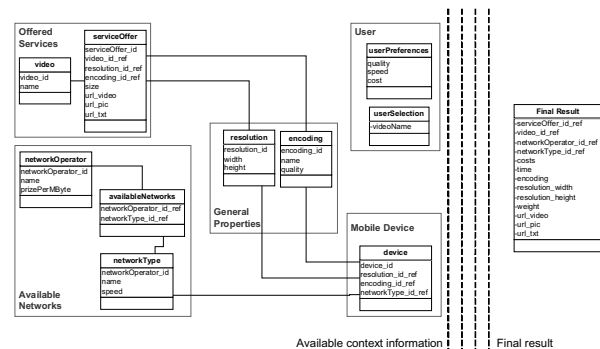 Offered
Services
serviceOffer
serviceOffer_id
video_id_ref
resolution_id_ref
encoding_id_ref
size
url_video
url_pic
url_txt
video
video_id
name
User
userPreferences
quality
speed
cost
userSelection
-videoName
resolution
resolution_id
width
height
encoding
encoding_id
name
quality
General
Properties
networkOperator
networkOperator_id
name
prizePerMByte
availableNetworks
networkOperator_id_ref
networkType_id_ref
networkType
networkOperator_id
name
speed
Available
Networks
Mobile Device
device
device_id
resolution_id_ref
encoding_id_ref
networkType_id_ref
Final Result
-serviceOffer_id_ref
-video_id_ref
-networkOperator_id_ref
-networkType_id_ref
-costs
-time
-encoding
-resolution_width
-resolution_height
-weight
-url_video
-url_pic
-url_txt
Available context information
Final result